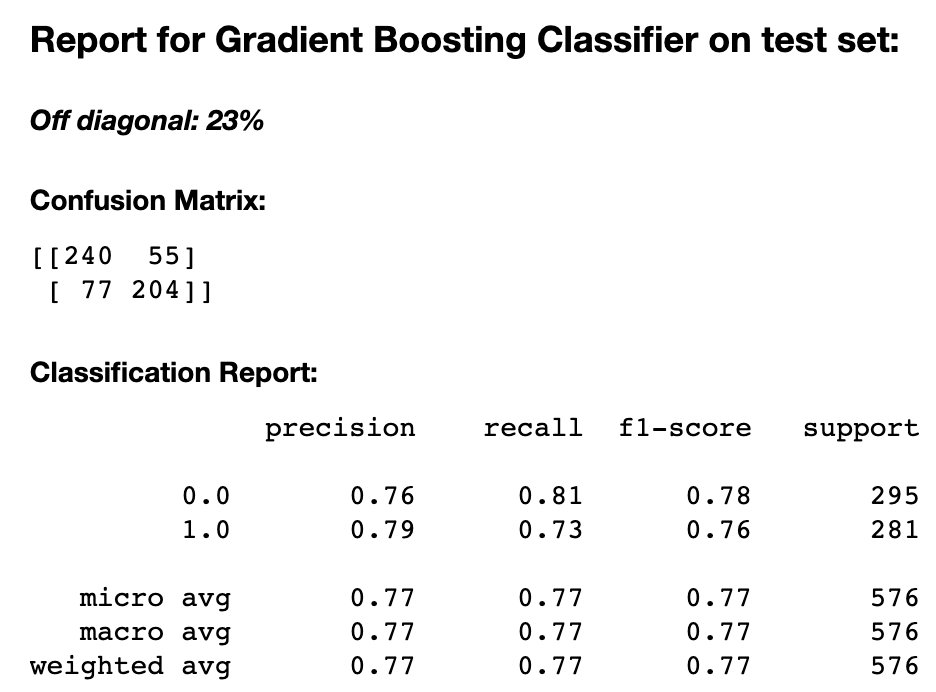 Report for Gradient Boosting Classifier on test set:
Off diagonal: 23%
Confusion Matrix:
[[240  55]
 [ 77 204]]
Classification Report:
              precision    recall  f1-score   support
         0.0       0.76      0.81      0.78       295
         1.0       0.79      0.73      0.76       281
   micro avg       0.77      0.77      0.77       576
   macro avg       0.77      0.77      0.77       576
weighted avg       0.77      0.77      0.77       576